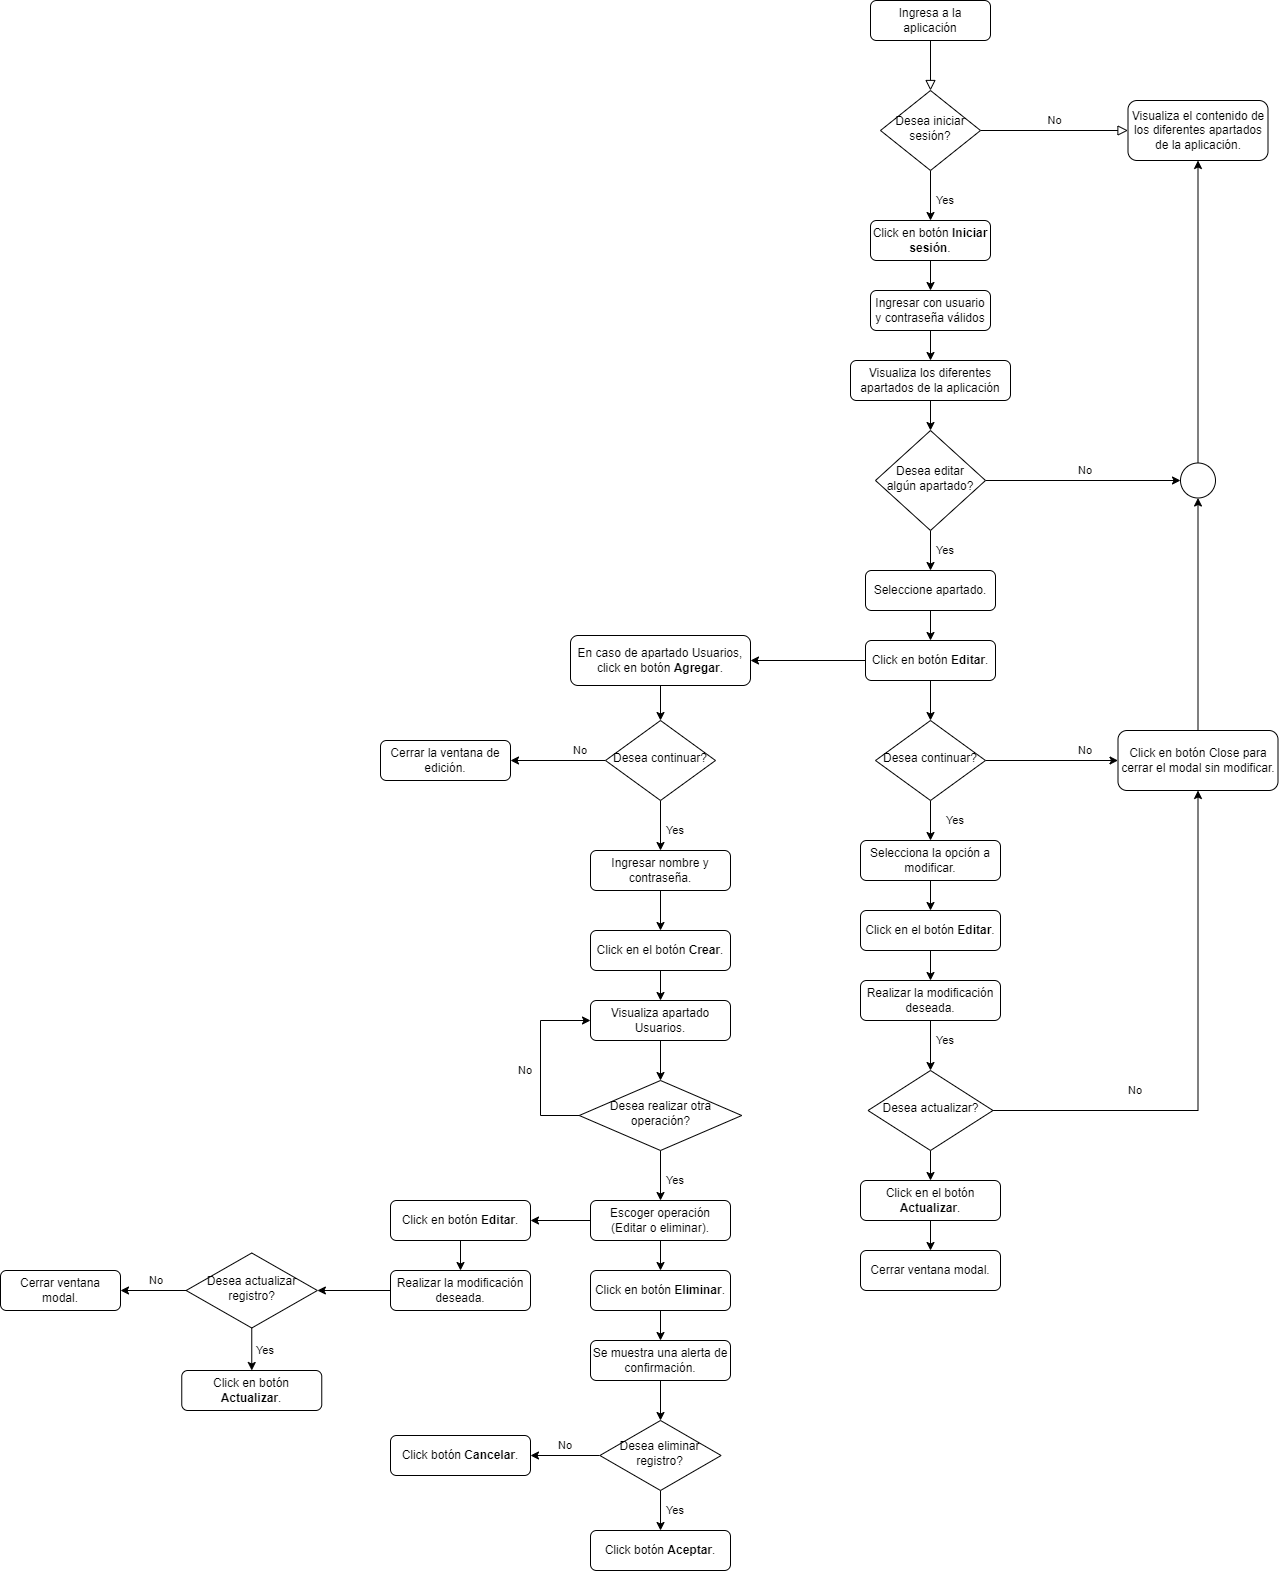 Ingresa a la
aplicación
Desea iniciar
sesión?
No
Visualiza el contenido de
los diferentes apartados
de la aplicación.
Yes
Click en botón Iniciar
sesión.
Ingresar con usuario
y contraseña válidos
Visualiza los diferentes
apartados de la aplicación
Desea editar
algún apartado?
No
Yes
Seleccione apartado.
En caso de apartado Usuarios,
click en botón Agregar.
Click en botón Editar.
Cerrar la ventana de
edición.
No
Desea continuar?
Desea continuar?
No
Click en botón Close para
cerrar el modal sin modificar.
Yes
Yes
Ingresar nombre y
contraseña.
Selecciona la opción a
modificar.
Click en el botón Crear.
Click en el botón Editar.
Visualiza apartado
Usuarios.
Realizar la modificación
deseada.
No
Yes
Desea realizar otra
operación?
Desea actualizar?
No
Yes
Click en el botón
Actualizar.
Click en botón Editar.
Escoger operación
(Editar o eliminar).
Cerrar ventana modal.
Cerrar ventana
modal.
No
Desea actualizar
registro?
Realizar la modificación
deseada.
Click en botón Eliminar.
Yes
Click en botón
Actualizar.
Se muestra una alerta de
confirmación.
Click botón Cancelar.
No
Desea eliminar
registro?
Yes
Click botón Aceptar.